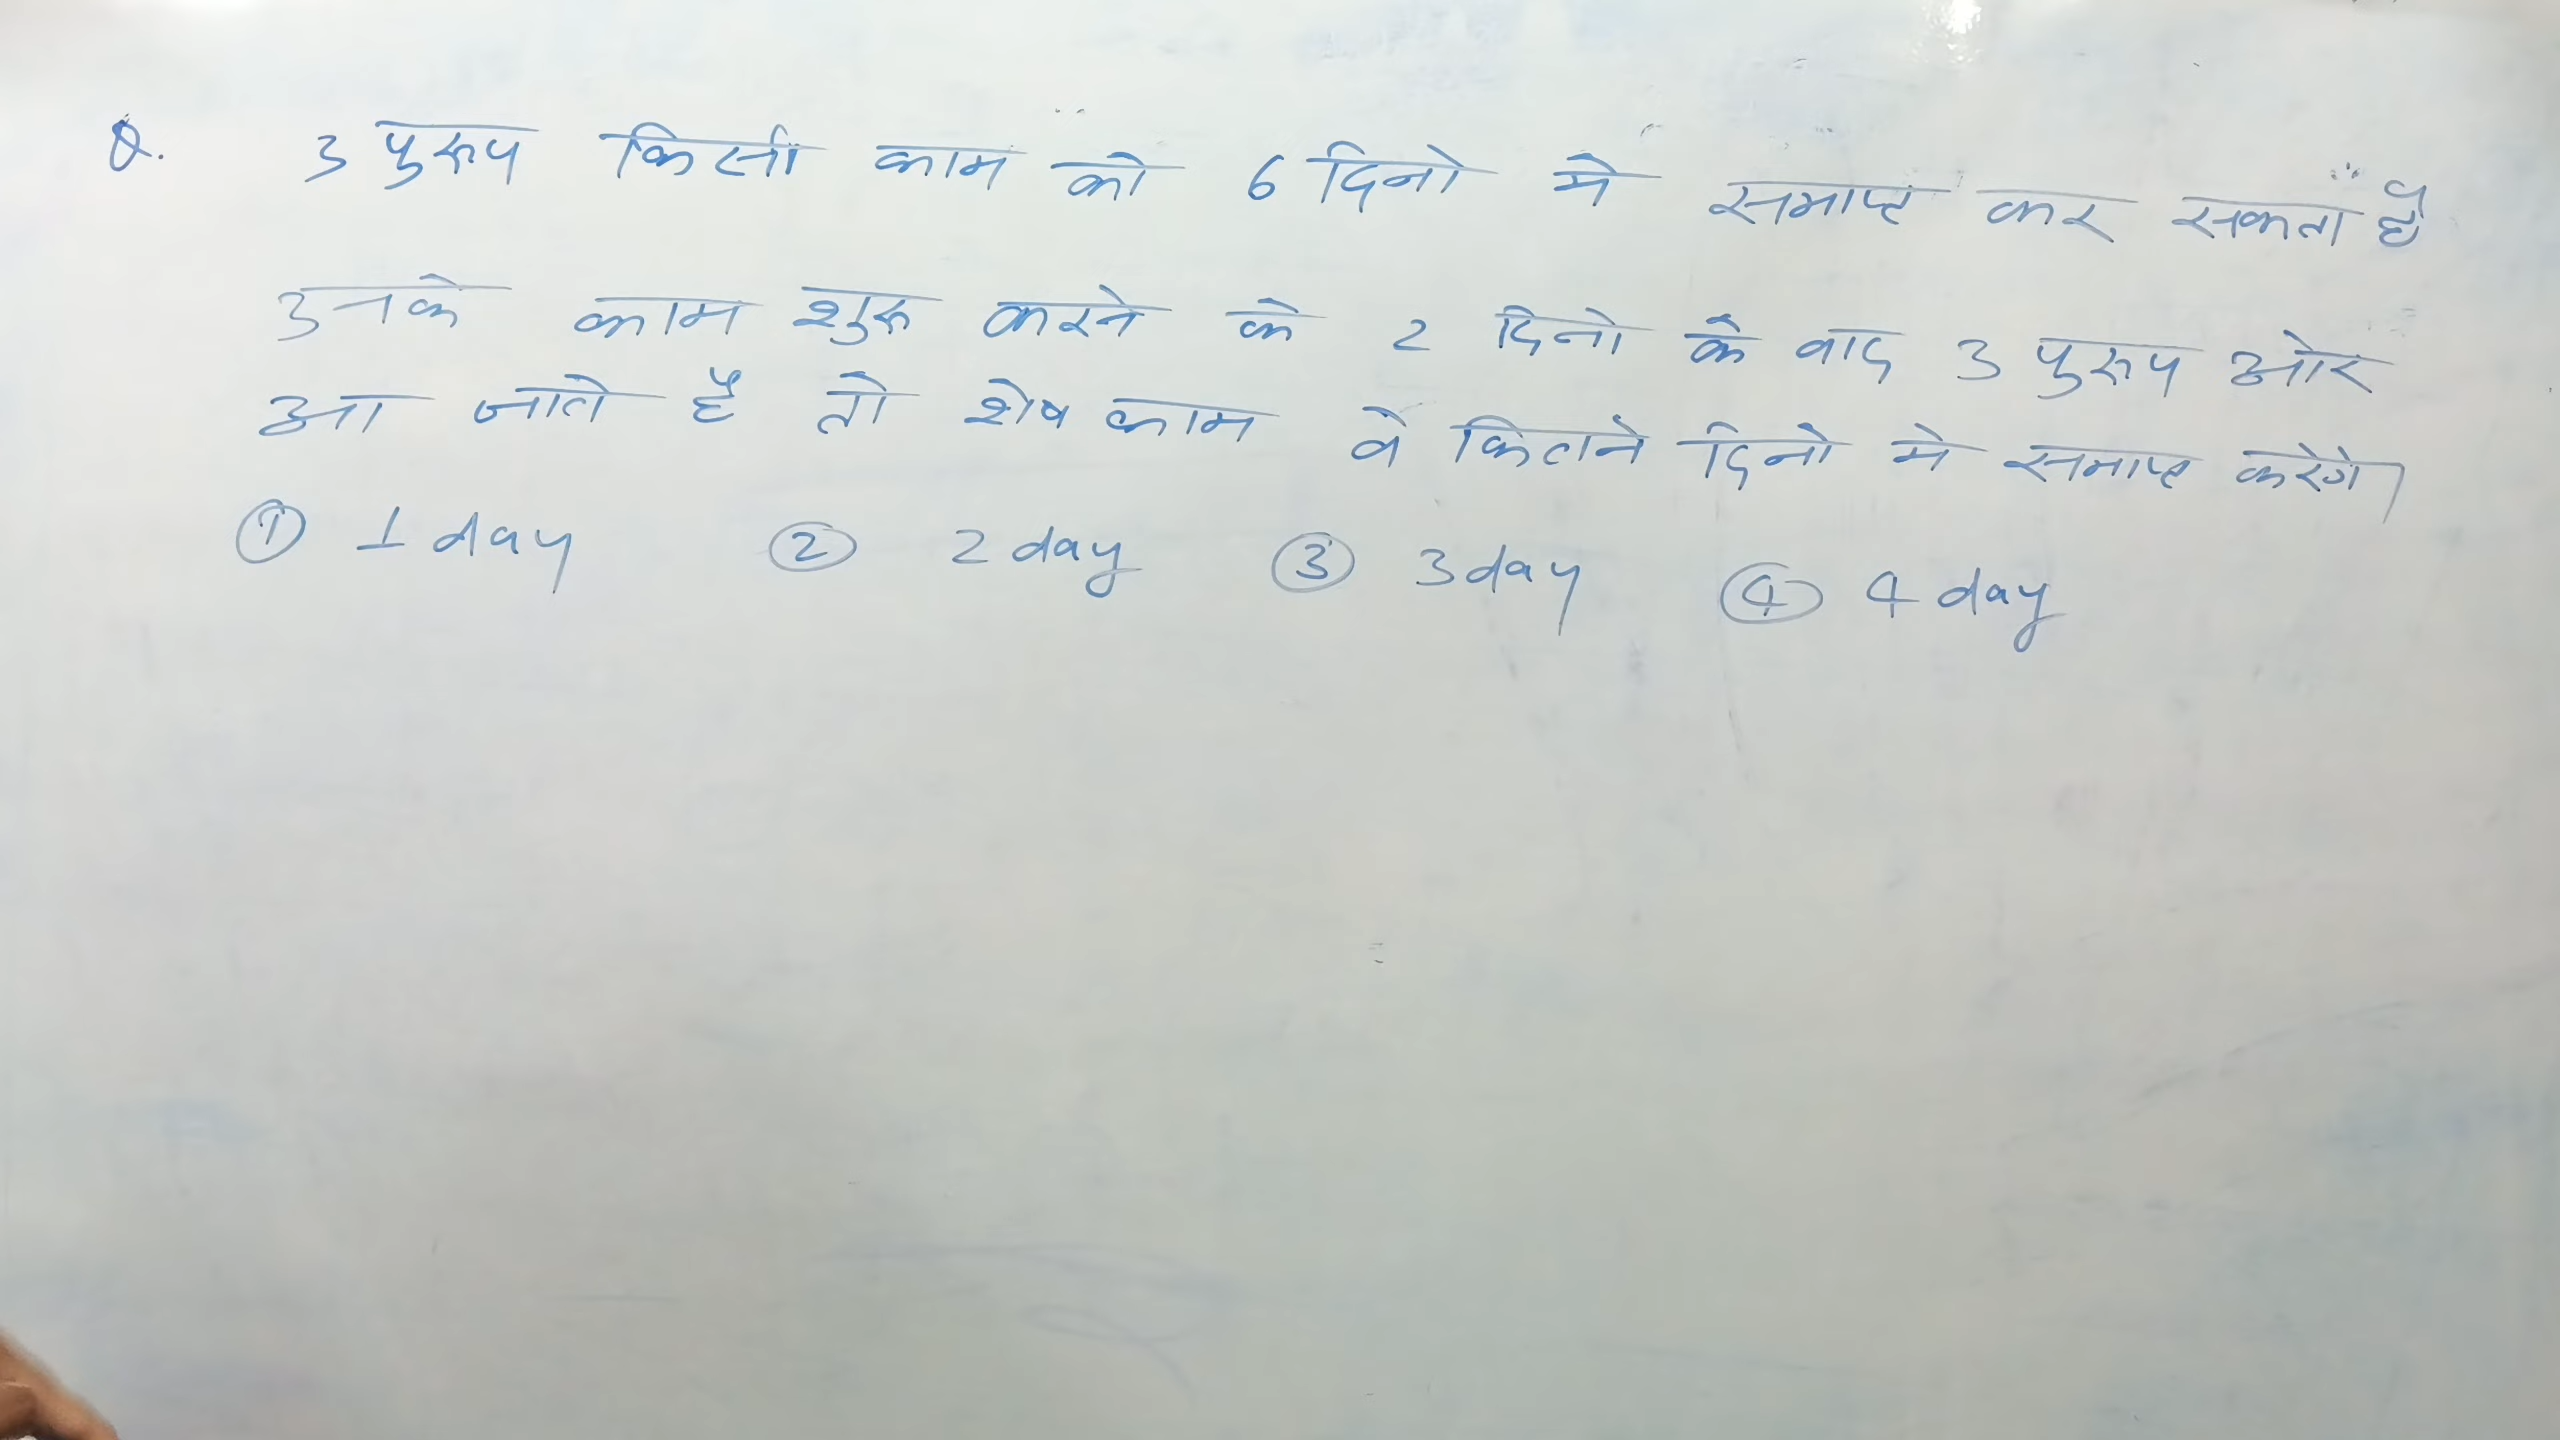 Q. 3 पुरुष किसी काम को 6 दिनो मे समाप्त कर सकता है
उनके काम शुरू करने के 2 दिनो के बाद 3 पुरुष ओर
आ जाते है तो शेष काम वे कितने दिनो मे समाप्त करेगे।
① 1 day ② 2 day ③ 3 day ④ 4 day